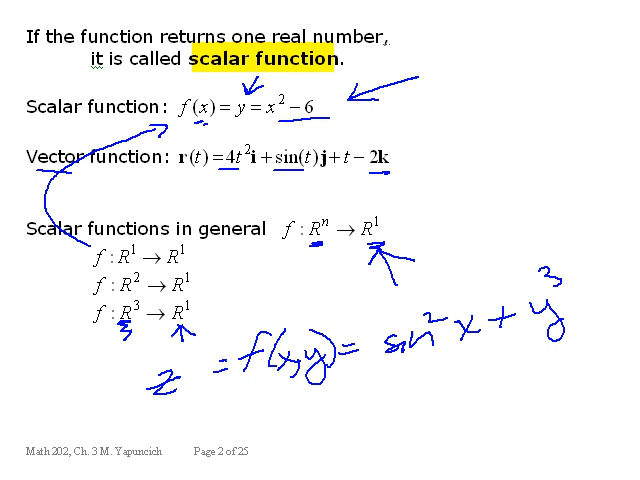 If the function returns one real number,
it is called scalar function.
Scalar function: f(x) = y = x² − 6
Vector function: r(t) = 4t²i + sin(t)j + t − 2k
Scalar functions in general f : Rⁿ → R¹
f : R¹ → R¹
f : R² → R¹
f : R³ → R¹
z = f(x,y) = sin²x + y³
Math 202, Ch. 3 M. Yapuncich Page 2 of 25